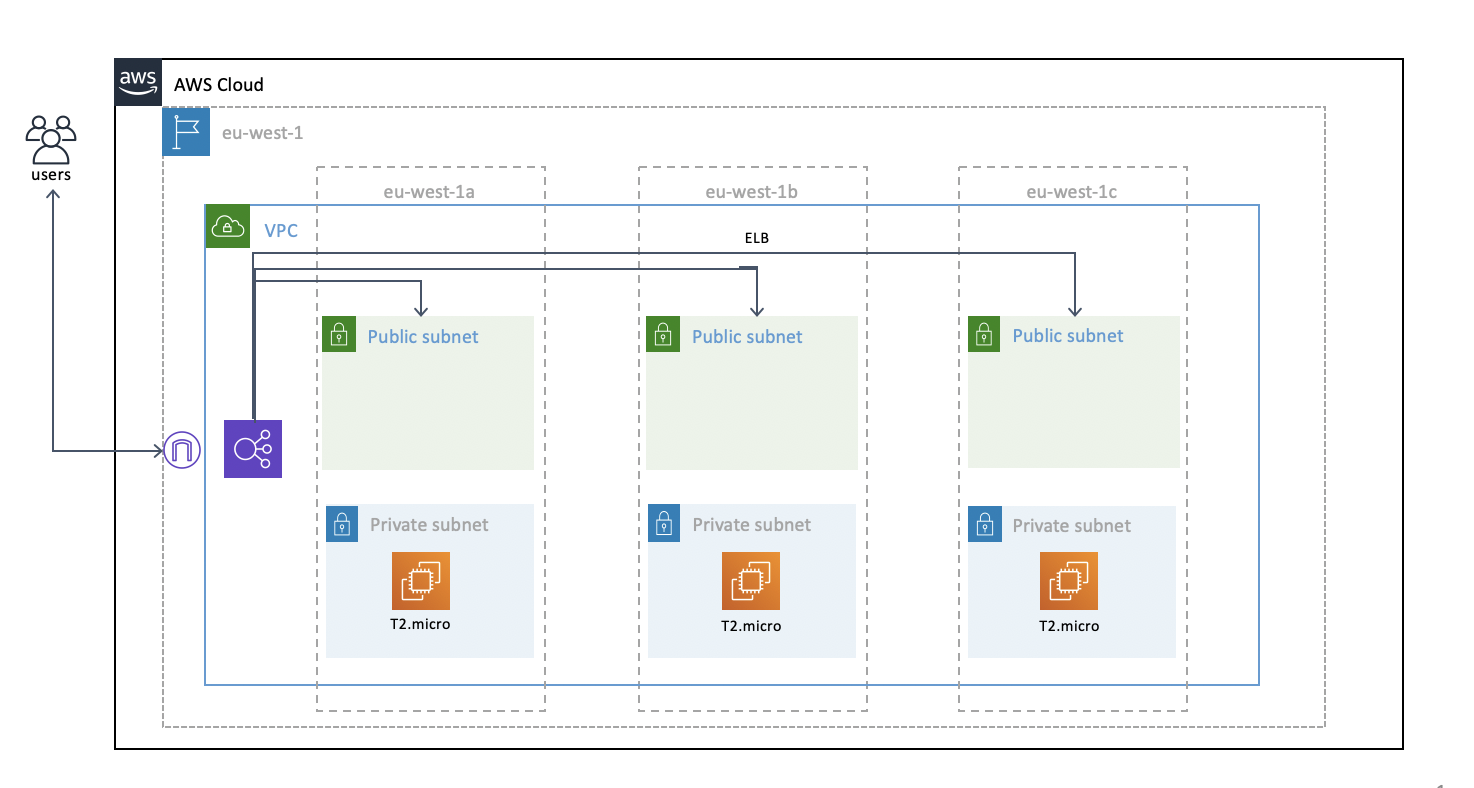 aws
AWS Cloud
users
eu-west-1
eu-west-1a
eu-west-1b
eu-west-1c
VPC
ELB
Public subnet
Public subnet
Public subnet
Private subnet
Private subnet
Private subnet
T2.micro
T2.micro
T2.micro